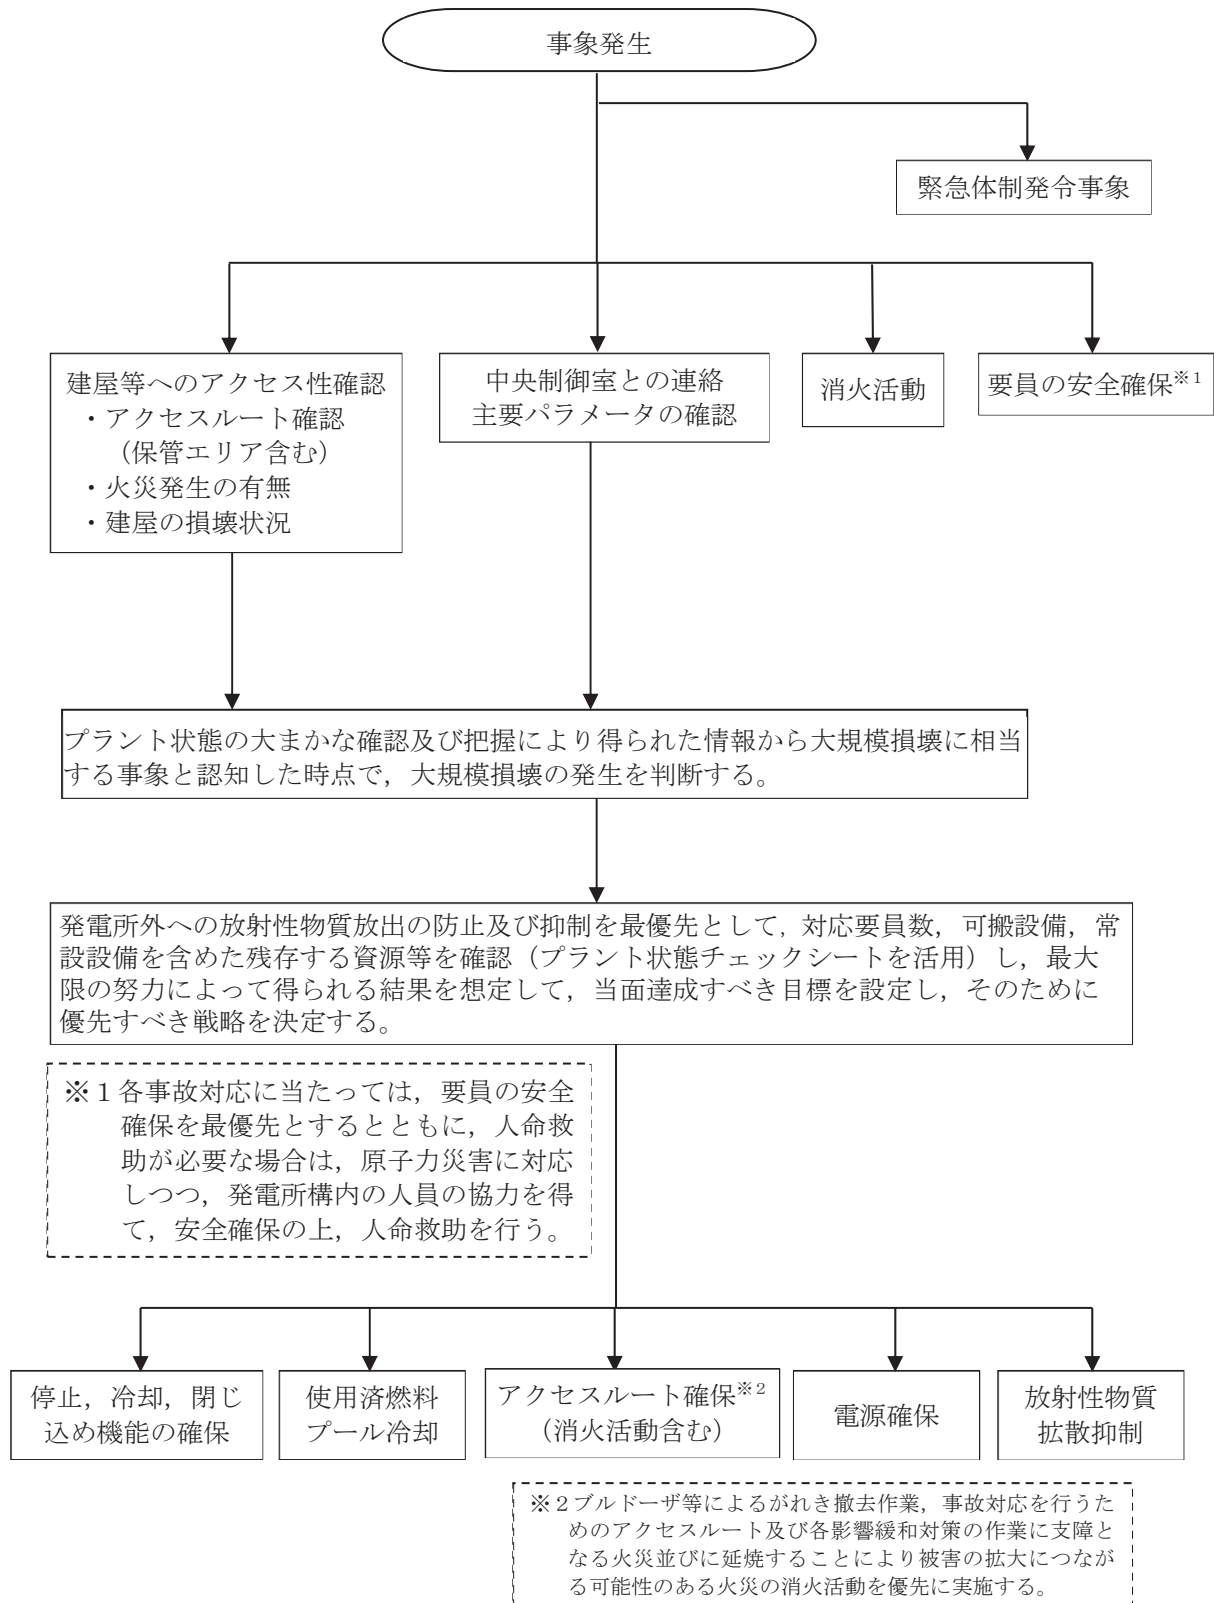 事象発生
緊急体制発令事象
建屋等へのアクセス性確認
・アクセスルート確認
（保管エリア含む）
・火災発生の有無
・建屋の損壊状況
中央制御室との連絡
主要パラメータの確認
消火活動
要員の安全確保※1
プラント状態の大まかな確認及び把握により得られた情報から大規模損壊に相当
する事象と認知した時点で，大規模損壊の発生を判断する。
発電所外への放射性物質放出の防止及び抑制を最優先として，対応要員数，可搬設備，常
設設備を含めた残存する資源等を確認（プラント状態チェックシートを活用）し，最大
限の努力によって得られる結果を想定して，当面達成すべき目標を設定し，そのために
優先すべき戦略を決定する。
※１各事故対応に当たっては，要員の安全
確保を最優先とするとともに，人命救
助が必要な場合は，原子力災害に対応
しつつ，発電所構内の人員の協力を得
て，安全確保の上，人命救助を行う。
停止，冷却，閉じ
込め機能の確保
使用済燃料
プール冷却
アクセスルート確保※2
（消火活動含む）
電源確保
放射性物質
拡散抑制
※２ブルドーザ等によるがれき撤去作業，事故対応を行うた
めのアクセスルート及び各影響緩和対策の作業に支障と
なる火災並びに延焼することにより被害の拡大につなが
る可能性のある火災の消火活動を優先に実施する。